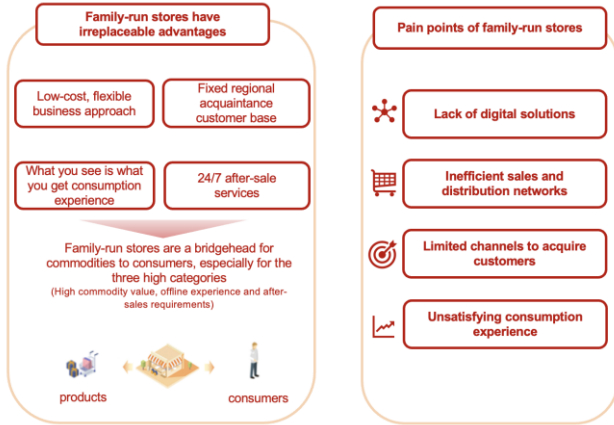 Family-run stores have
irreplaceable advantages
Low-cost, flexible
business approach
Fixed regional
acquaintance
customer base
What you see is what
you get consumption
experience
24/7 after-sale
services
Family-run stores are a bridgehead for
commodities to consumers, especially for the
three high categories
(High commodity value, offline experience and after-
sales requirements)
products
consumers
Pain points of family-run stores
Lack of digital solutions
Inefficient sales and
distribution networks
Limited channels to acquire
customers
Unsatisfying consumption
experience